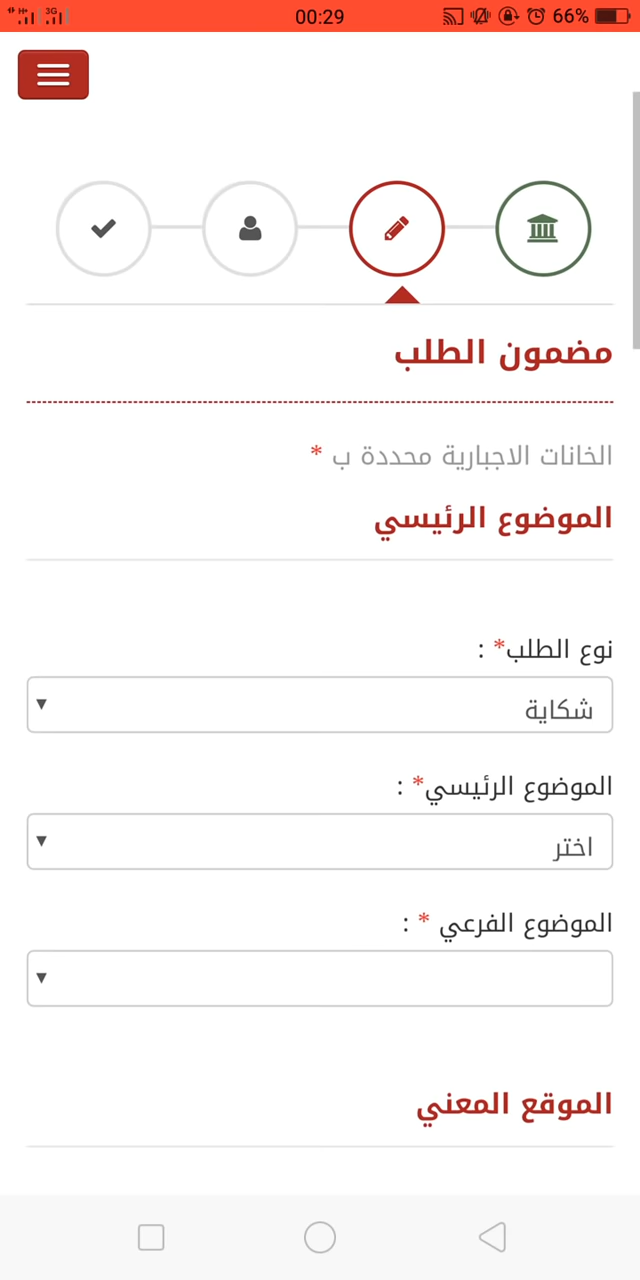 H+ 3G 00:29 66%
مضمون الطلب
الخانات الاجبارية محددة ب *
الموضوع الرئيسي
نوع الطلب* :
شكاية
الموضوع الرئيسي* :
اختر
الموضوع الفرعي * :
الموقع المعني